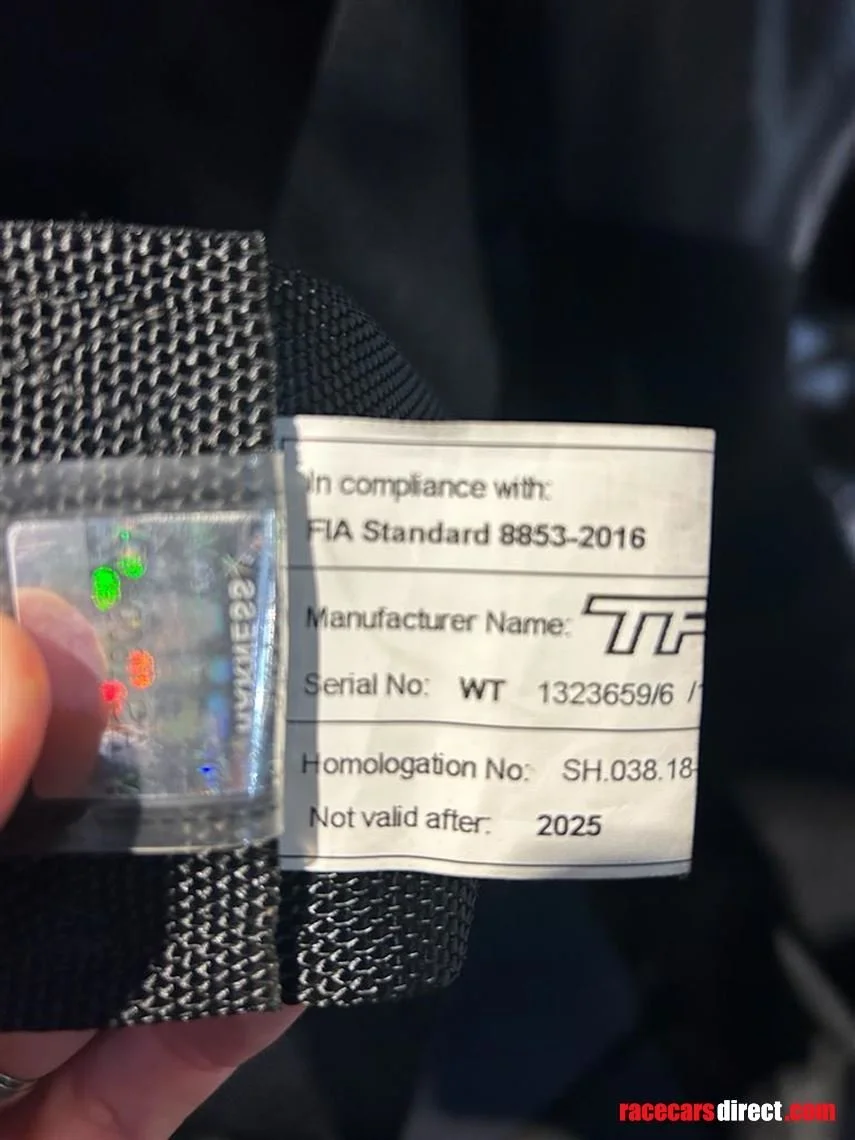 In compliance with:
FIA Standard 8853-2016
Manufacturer Name:
Serial No: WT 1323659/6 /
Homologation No: SH.038.18-
Not valid after: 2025
HARNESS
racecarsdirect.com